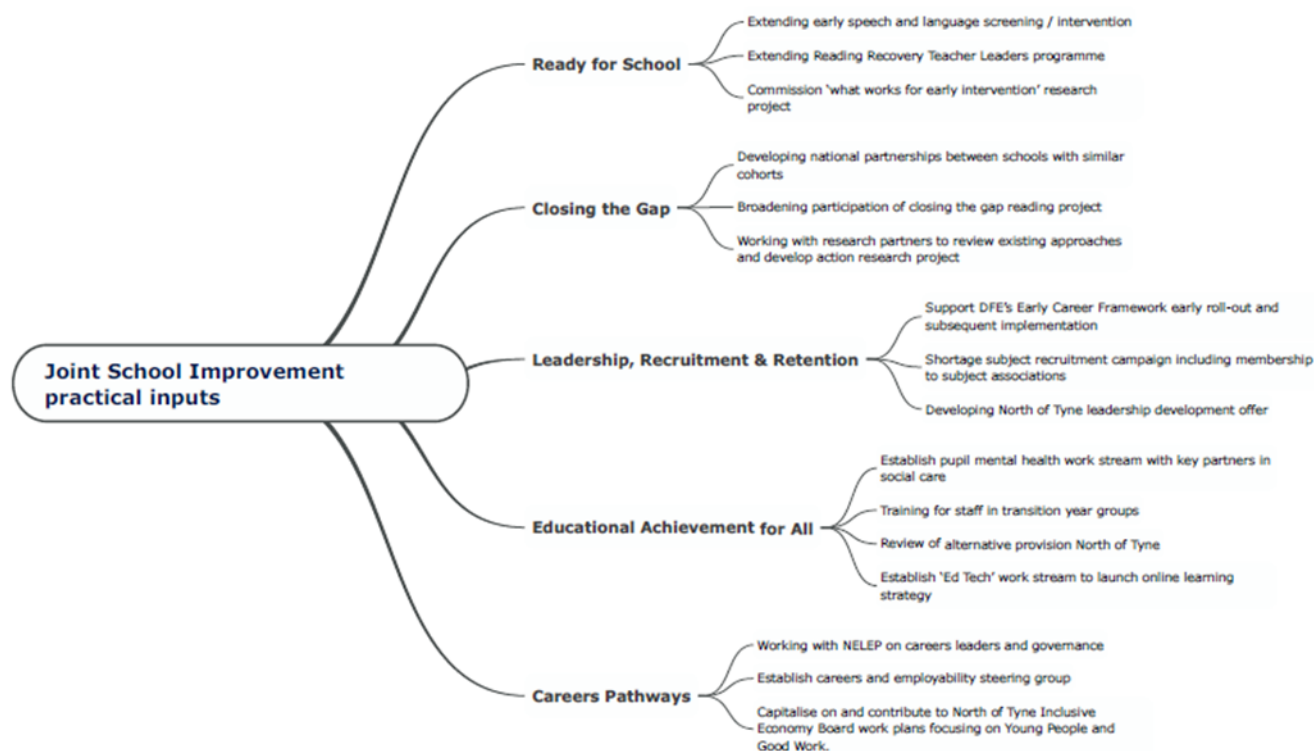 Joint School Improvement
practical inputs
Ready for School
Extending early speech and language screening / intervention
Extending Reading Recovery Teacher Leaders programme
Commission ‘what works for early intervention’ research
project
Closing the Gap
Developing national partnerships between schools with similar
cohorts
Broadening participation of closing the gap reading project
Working with research partners to review existing approaches
and develop action research project
Leadership, Recruitment & Retention
Support DFE’s Early Career Framework early roll-out and
subsequent implementation
Shortage subject recruitment campaign including membership
to subject associations
Developing North of Tyne leadership development offer
Educational Achievement for All
Establish pupil mental health work stream with key partners in
social care
Training for staff in transition year groups
Review of alternative provision North of Tyne
Establish ‘Ed Tech’ work stream to launch online learning
strategy
Careers Pathways
Working with NELEP on careers leaders and governance
Establish careers and employability steering group
Capitalise on and contribute to North of Tyne Inclusive
Economy Board work plans focusing on Young People and
Good Work.